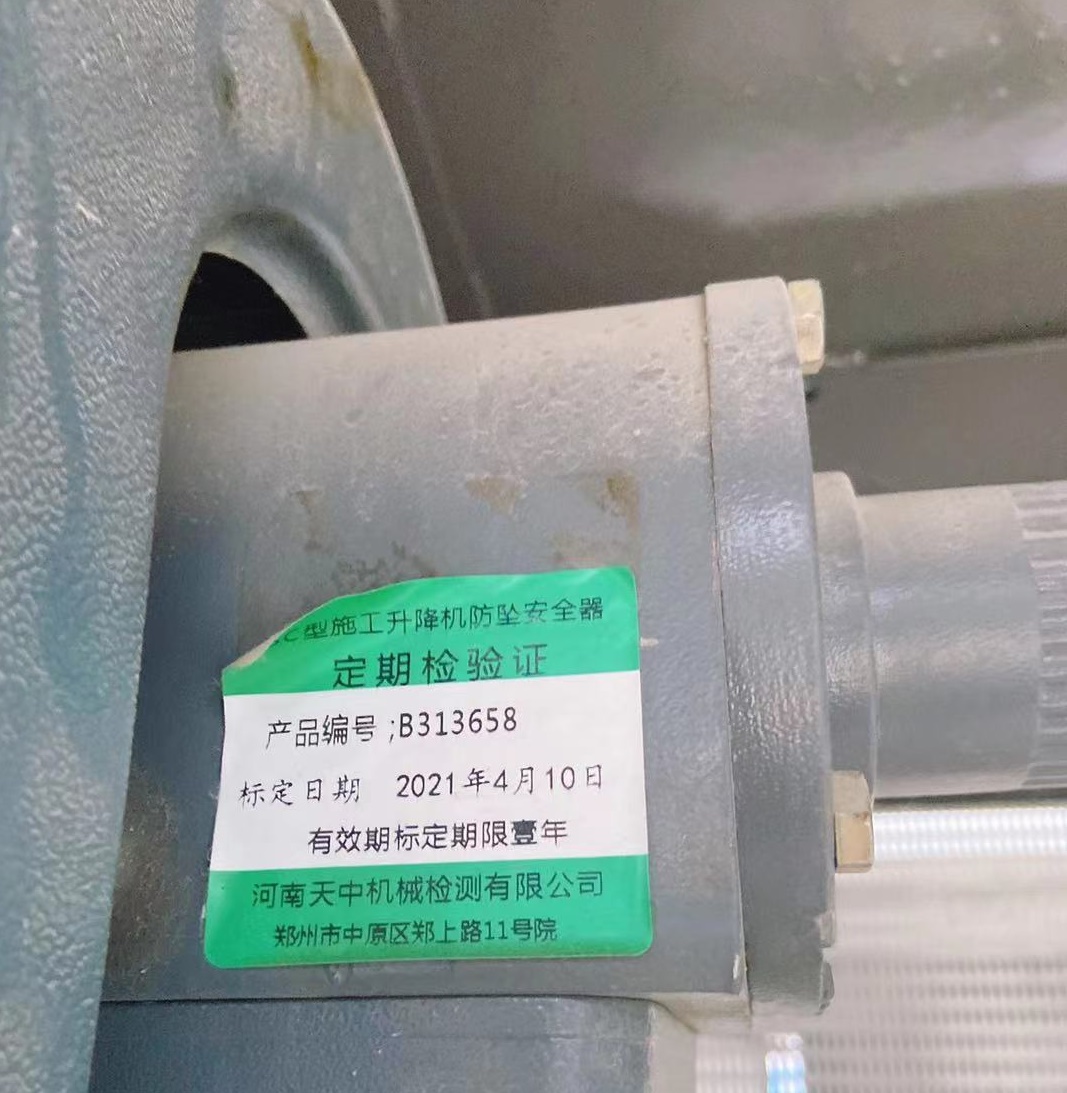 C型施工升降机防坠安全器
定期检验证
产品编号;B313658
标定日期 2021年4月10日
有效期标定期限壹年
河南天中机械检测有限公司
郑州市中原区郑上路11号院